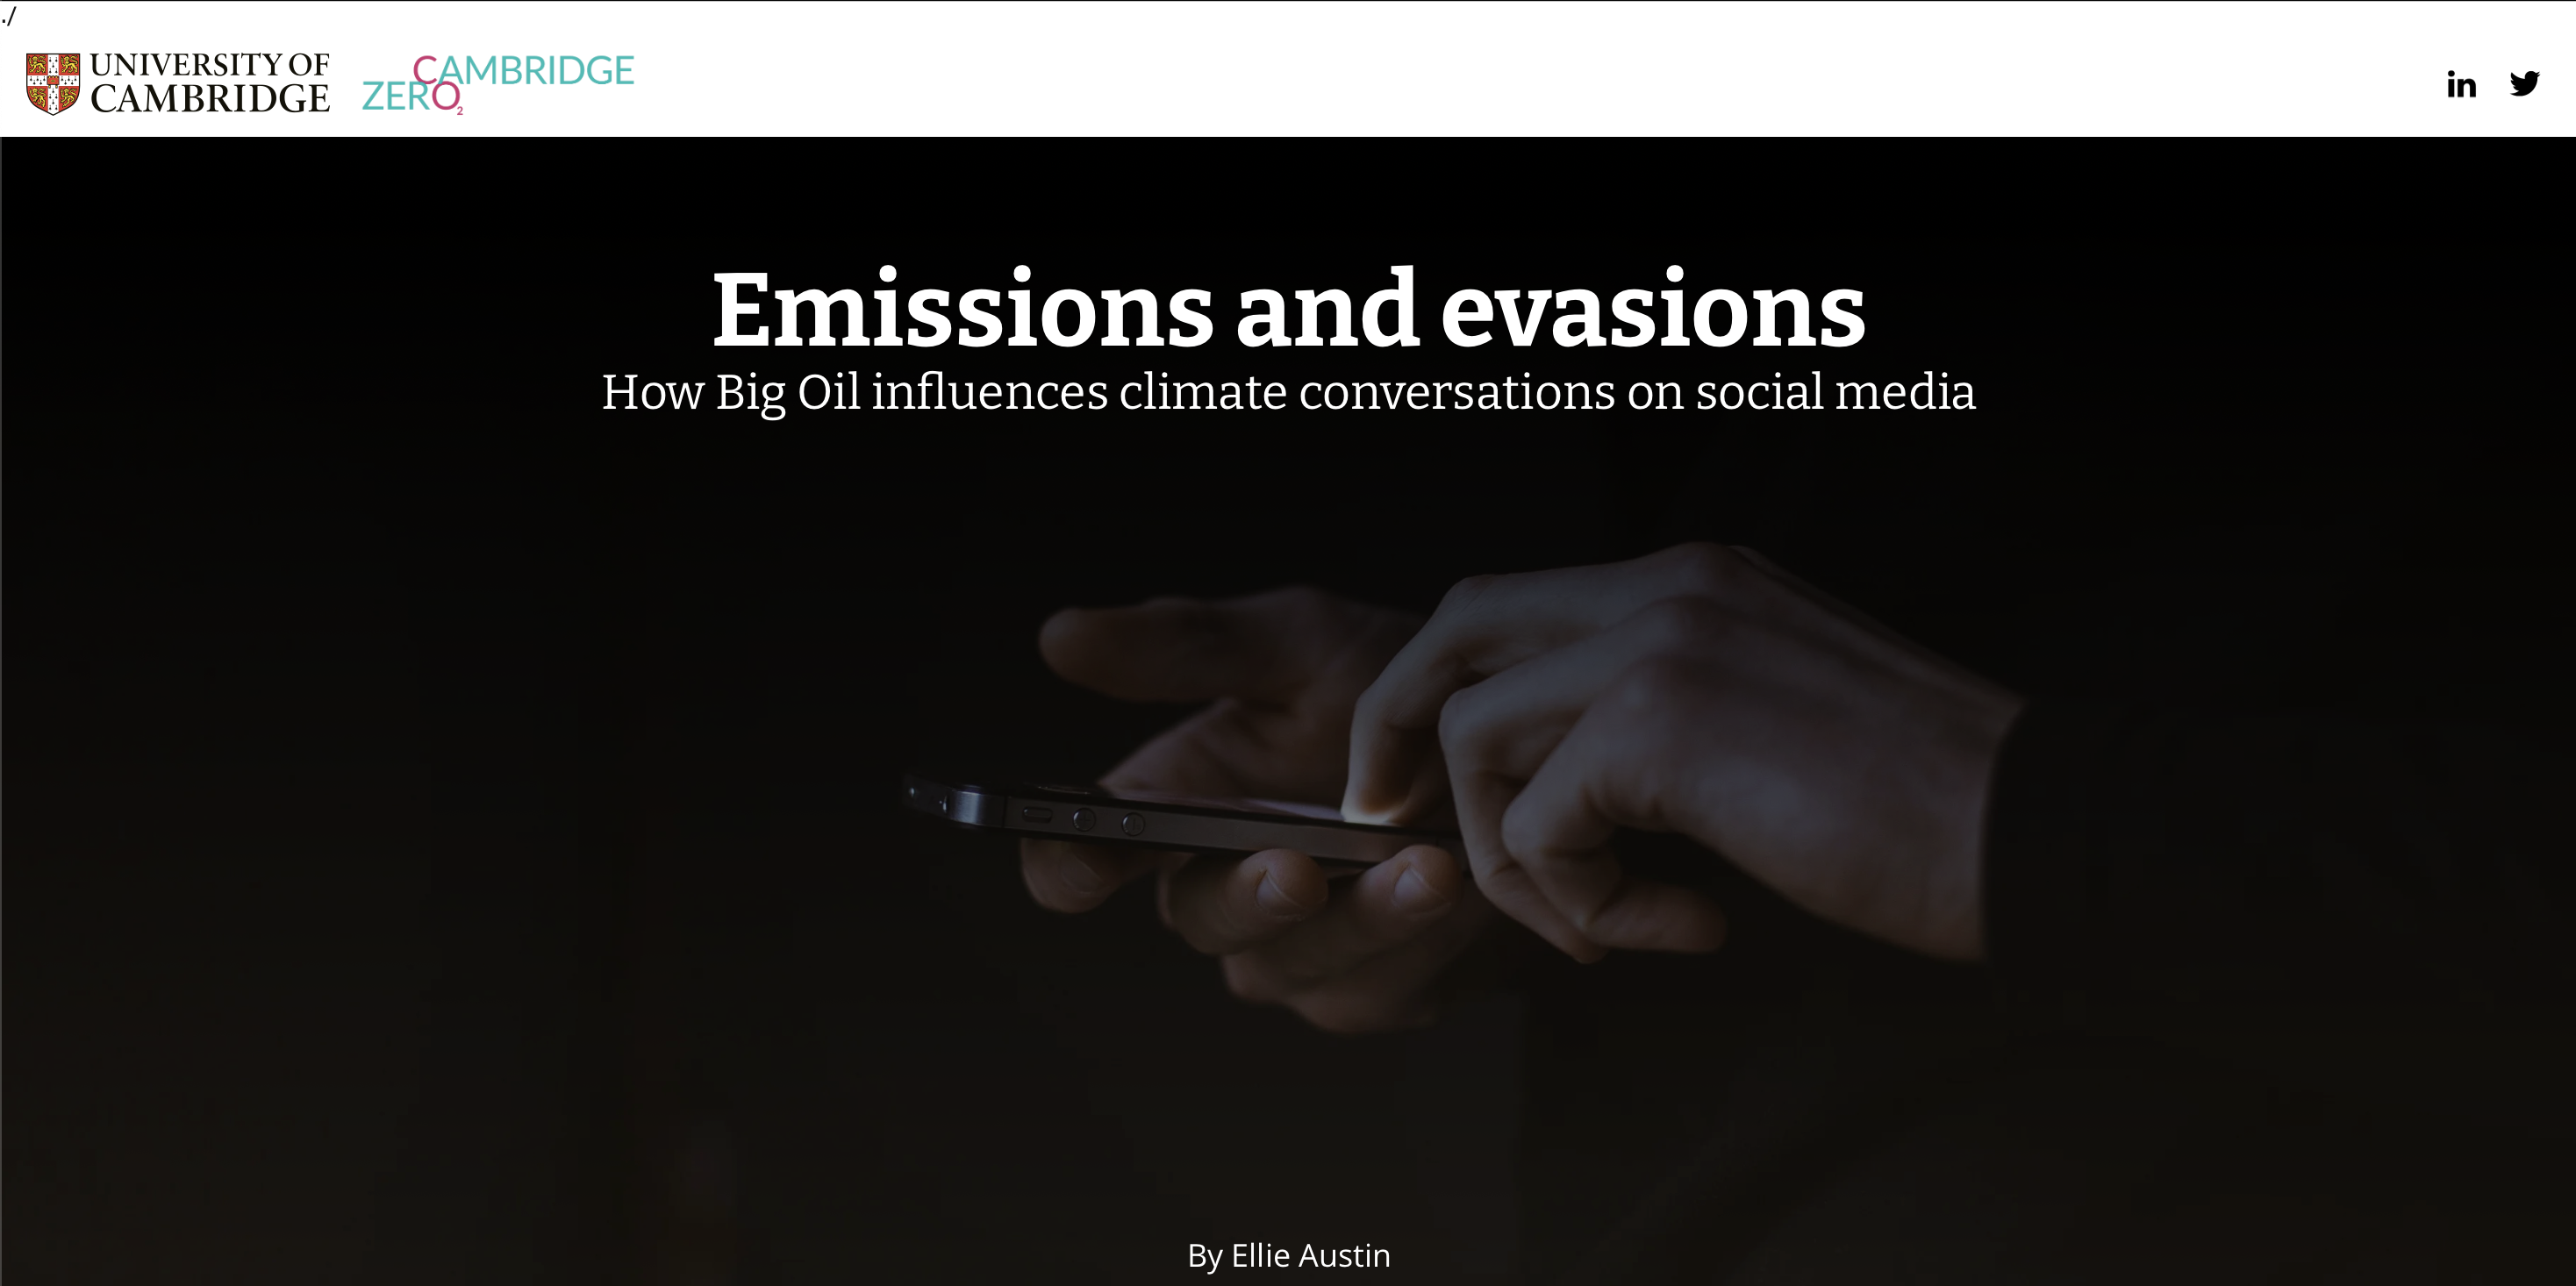 ./
UNIVERSITY OF
CAMBRIDGE
CAMBRIDGE
ZERO2
in
Emissions and evasions
How Big Oil influences climate conversations on social media
By Ellie Austin